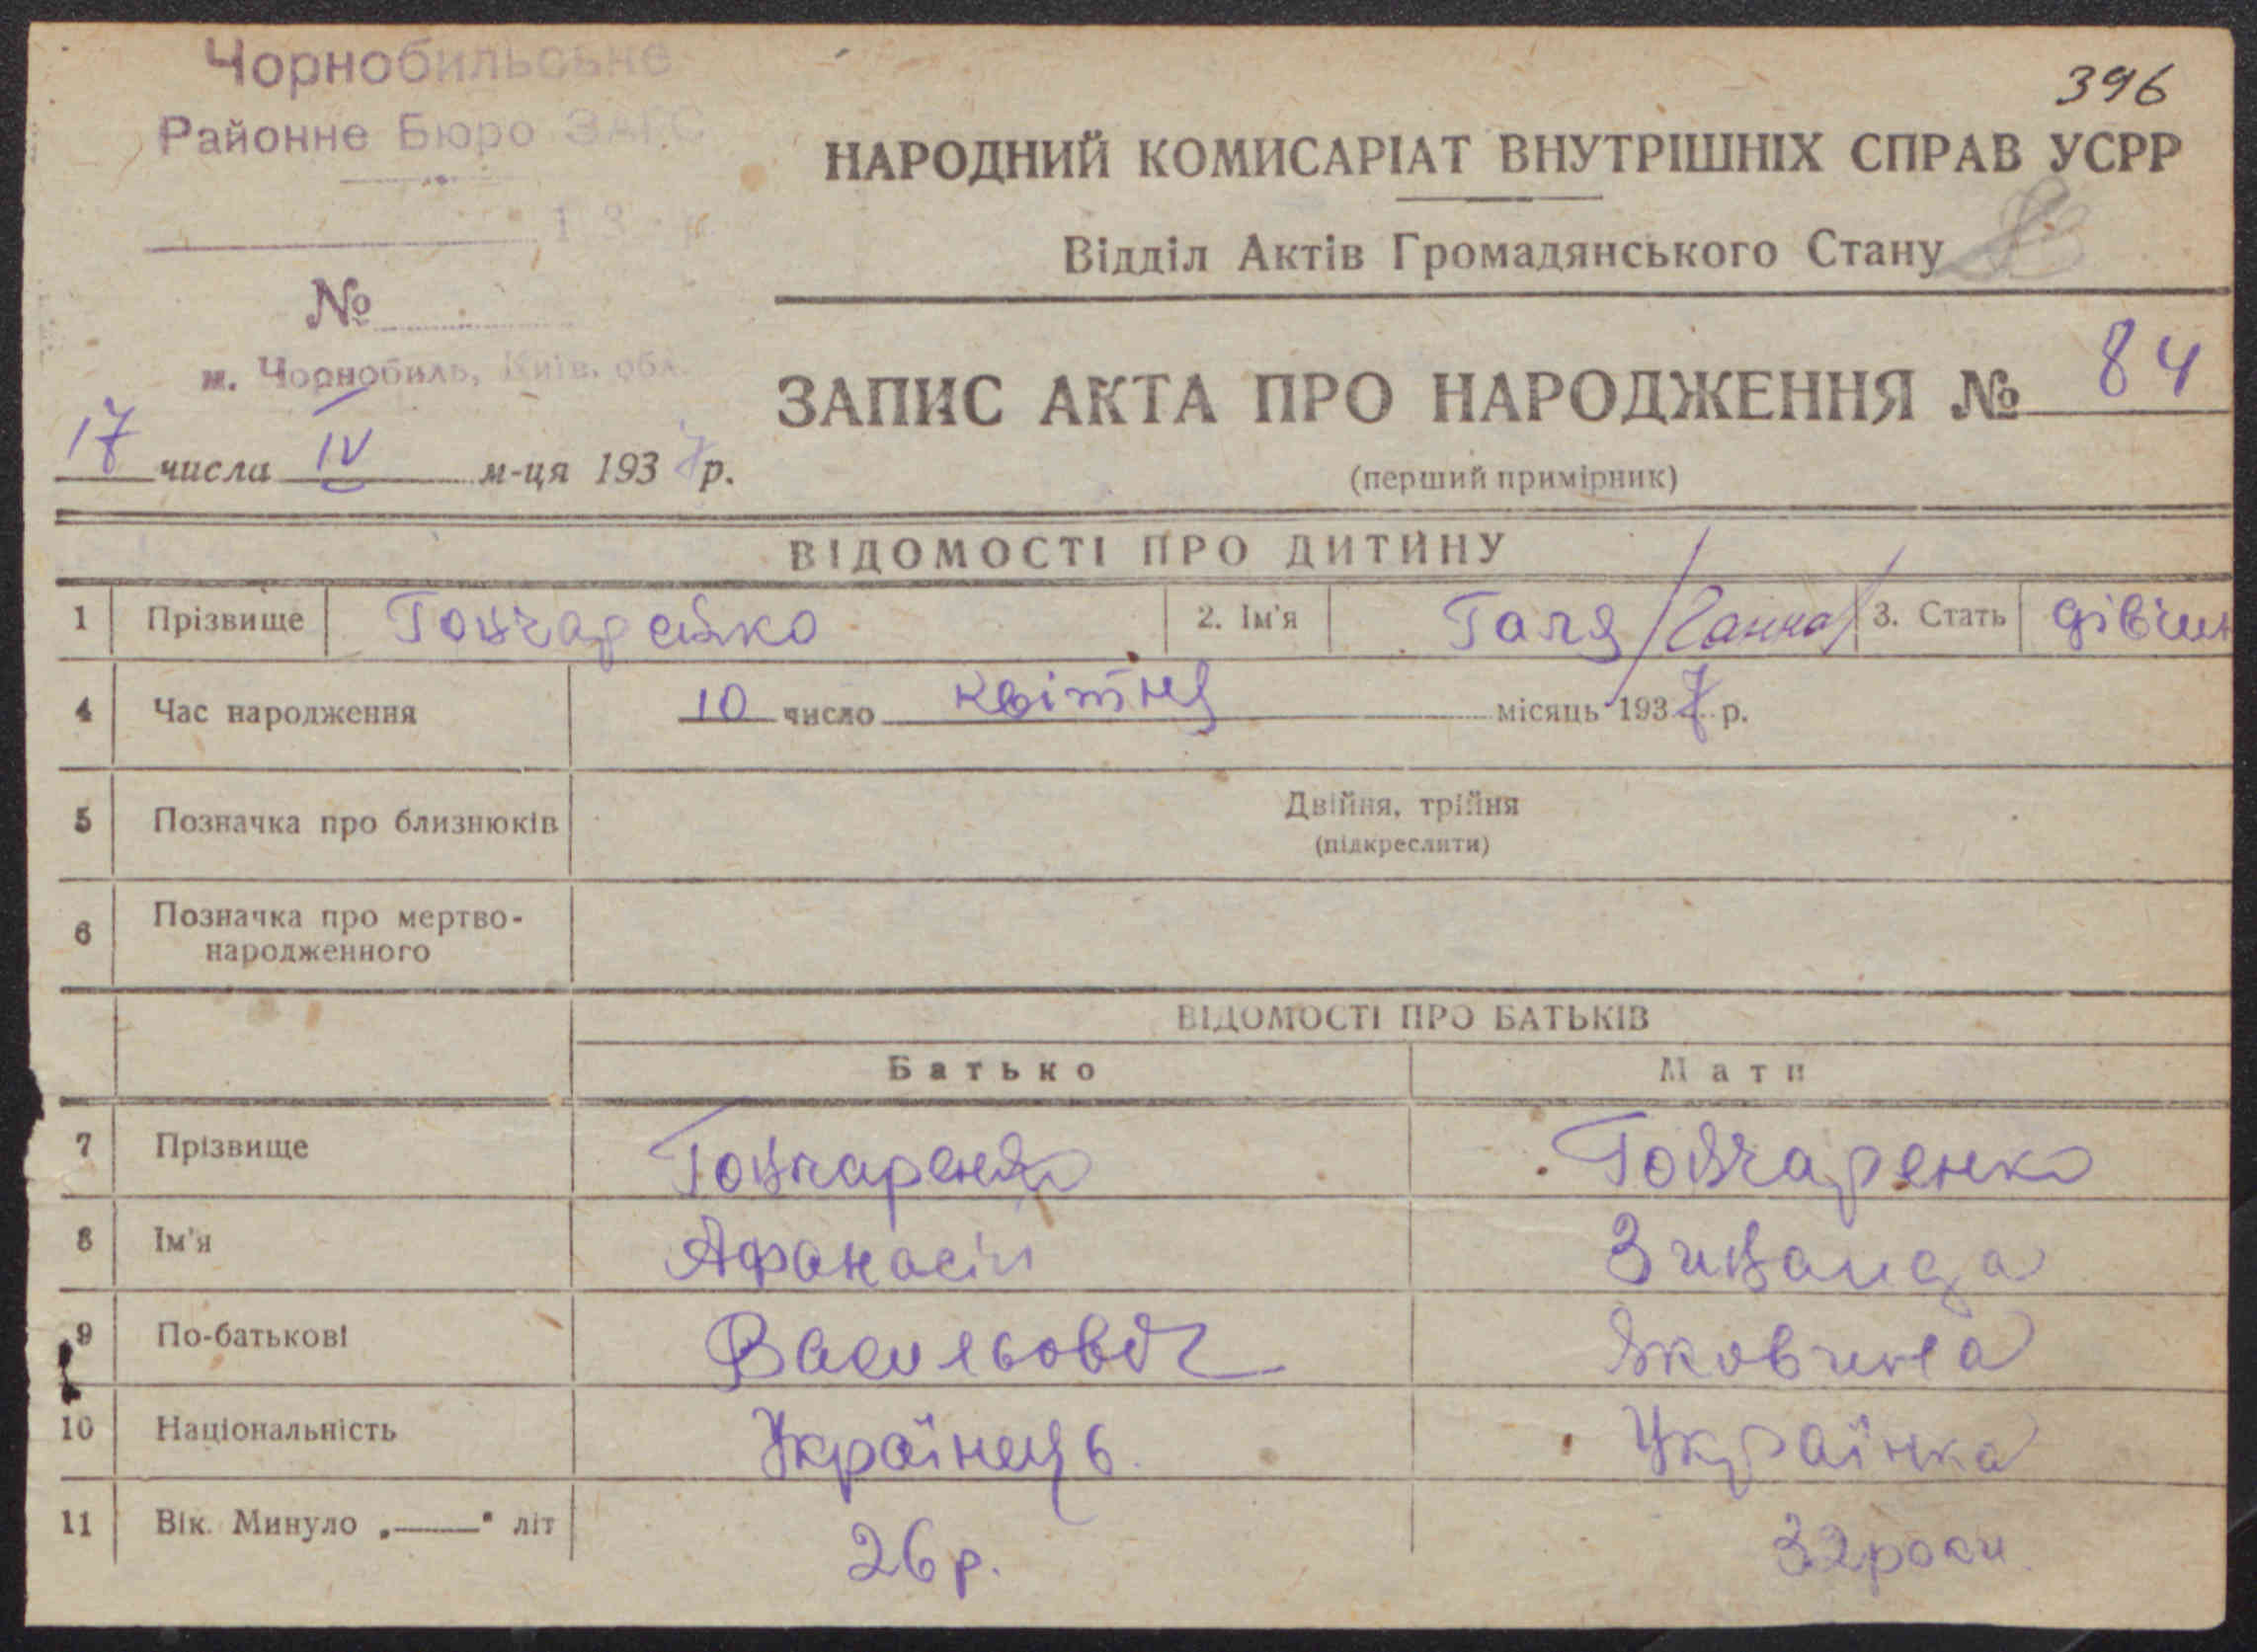 Чорнобильське
Районне Бюро ЗАГС
396
НАРОДНИЙ КОМИСАРІАТ ВНУТРІШНІХ СПРАВ УСРР
193 р.
Відділ Актів Громадянського Стану
№
м. Чорнобиль, Київ. обл.
ЗАПИС АКТА ПРО НАРОДЖЕННЯ № 84
17 числа IV м-ця 1937 р.
(перший примірник)
ВІДОМОСТІ ПРО ДИТИНУ
1 Прізвище Гончаренко 2. Ім'я Галя /Ганна/ 3. Стать дівчин
4 Час народження 10 число квітня місяць 1937 р.
5 Позначка про близнюків Двійня, трійня
(підкреслити)
6 Позначка про мертво-
народженного
ВІДОМОСТІ ПРО БАТЬКІВ
Батько Мати
7 Прізвище Гончаренко Гончаренко
8 Ім'я Афанасій Зинаида
9 По-батькові Васильович Яковчина
10 Національність Українець. Українка
11 Вік. Минуло „——" літ 26 р. 32 роки.